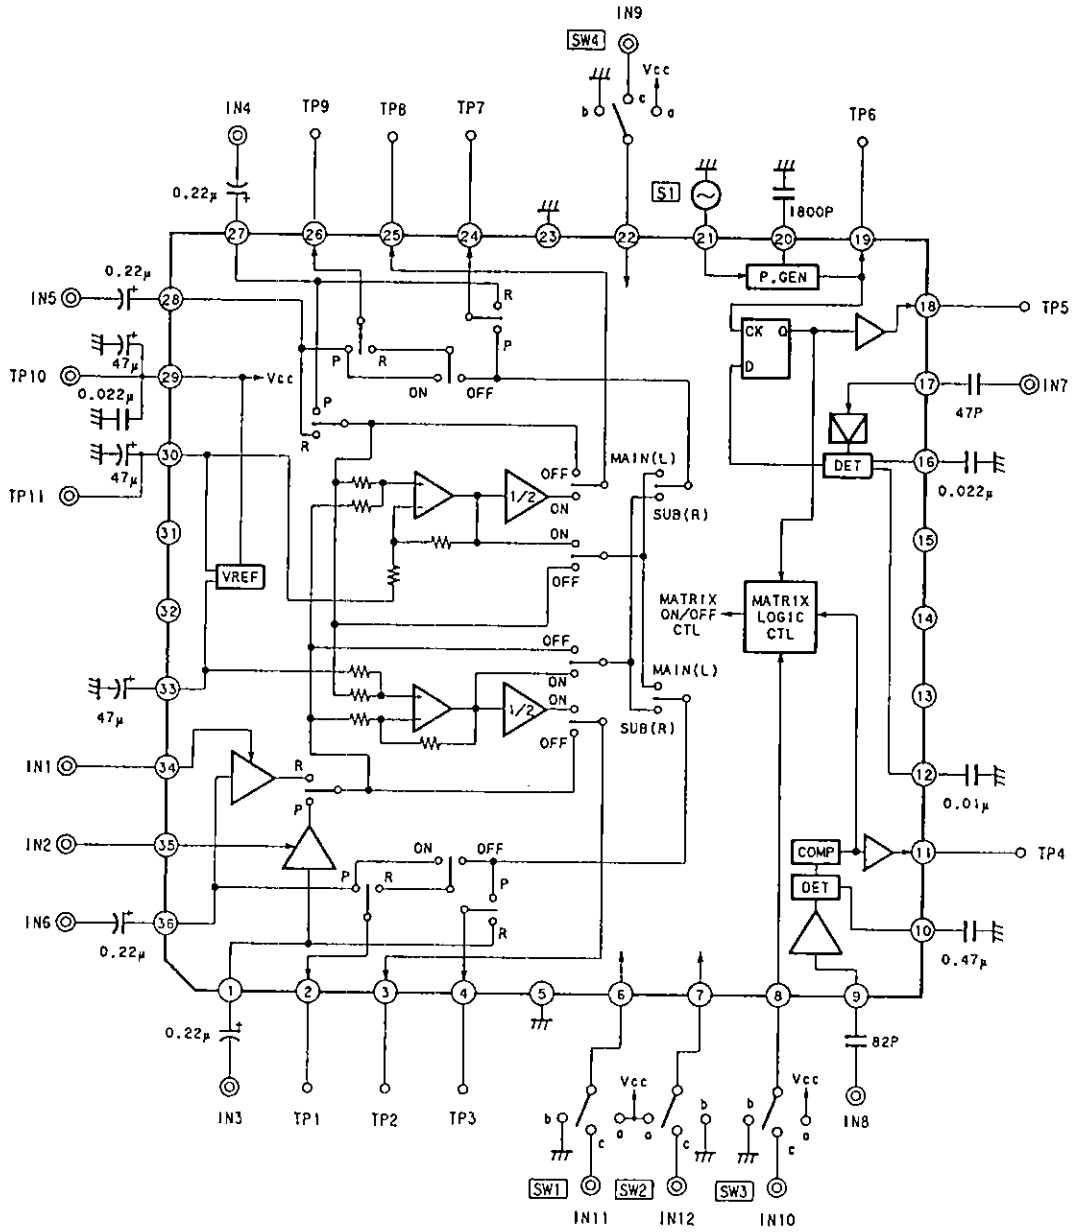 IN9
SW4
Vcc
c
b
a
IN4
TP9
TP8
TP7
TP6
0.22μ
+
S1
1800P
27
26
25
24
23
22
21
20
19
P.GEN
IN5
0.22μ
+
28
R
P
18
TP5
CK
Q
D
47μ
+
TP10
29
Vcc
P
R
ON
OFF
17
IN7
47P
0.022μ
P
R
DET
16
0.022μ
47μ
+
30
TP11
OFF
ON
MAIN(L)
SUB(R)
1/2
-
+
31
ON
OFF
15
VREF
32
MATRIX
ON/OFF
CTL
MATRIX
LOGIC
CTL
14
OFF
ON
MAIN(L)
SUB(R)
33
47μ
+
+
-
1/2
ON
OFF
13
IN1
34
R
P
12
0.01μ
IN2
35
ON
OFF
COMP
11
TP4
P
R
P
R
DET
IN6
36
0.22μ
+
10
0.47μ
1
2
3
4
5
6
7
8
9
0.22μ
+
82P
IN3
TP1
TP2
TP3
b
c
Vcc
a
a
b
c
b
c
Vcc
a
IN8
SW1
SW2
SW3
IN11
IN12
IN10